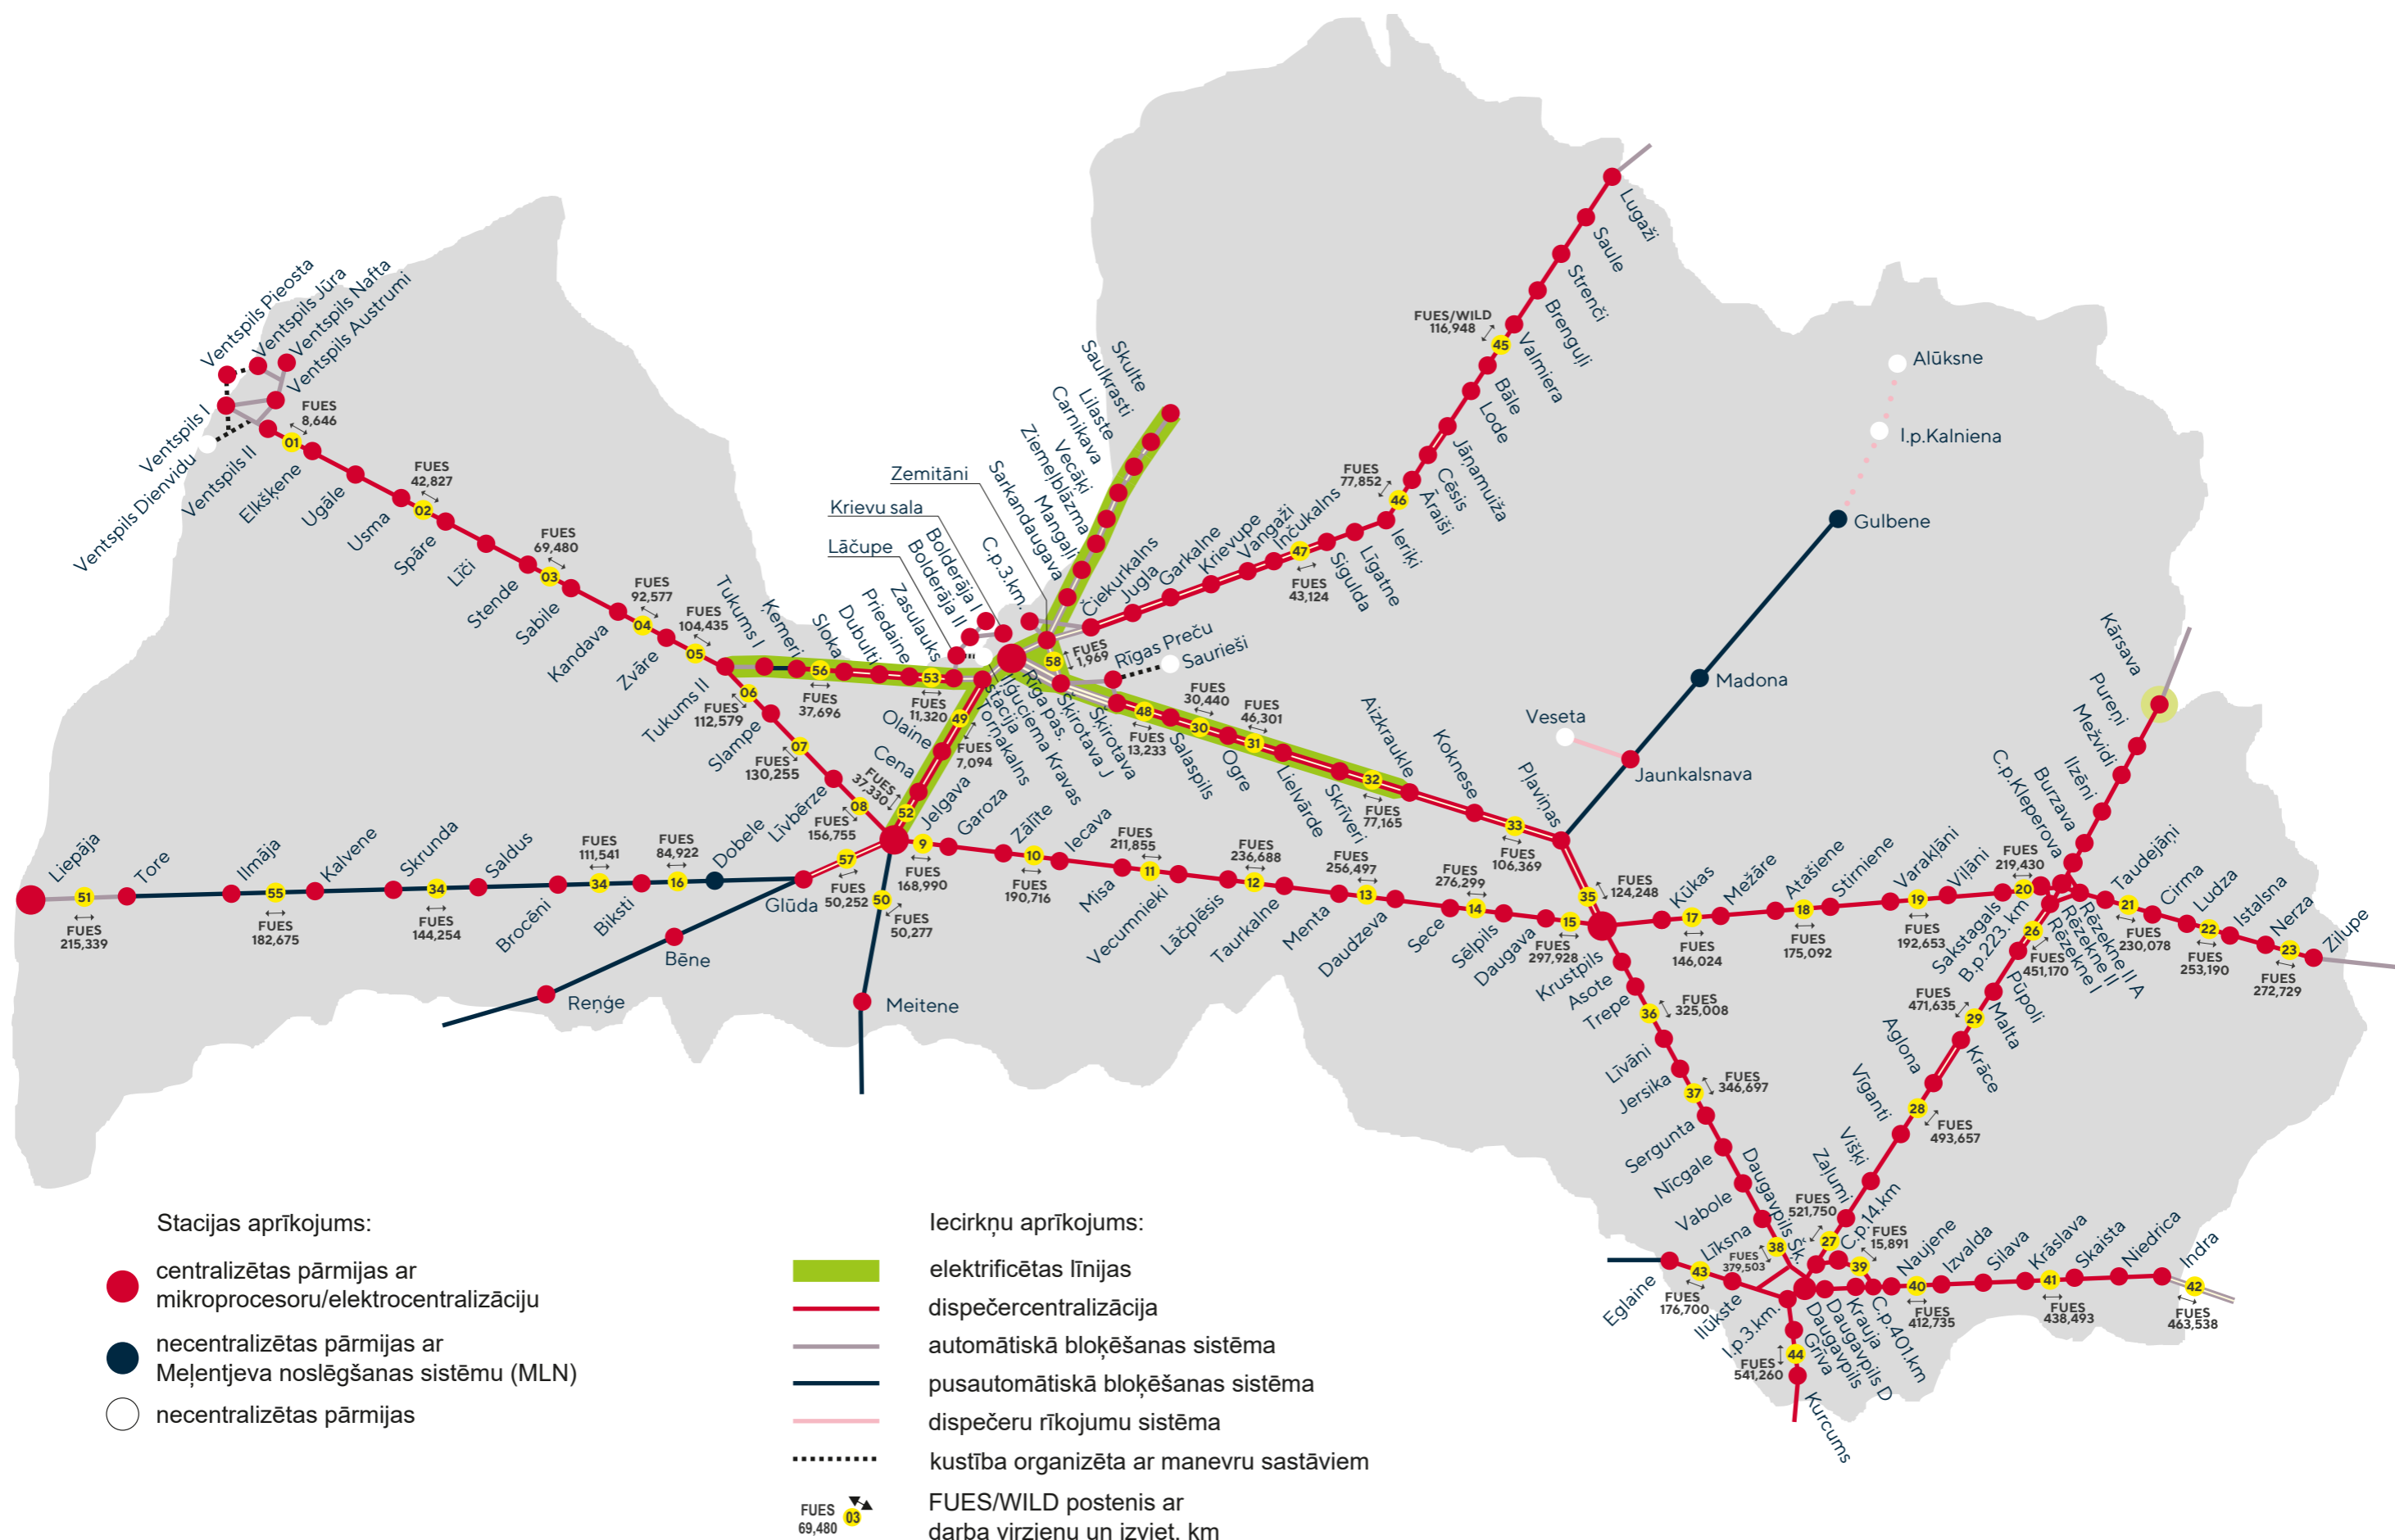 Ventspils Pieosta
Ventspils Jūra
Ventspils Nafta
Ventspils Austrumi
Ventspils I
Ventspils Dienvidu
Ventspils II
01
FUES
8,646
Elkšķene
Ugāle
Usma
02
FUES
42,827
Spāre
Līči
Stende
03
FUES
69,480
Sabile
Kandava
04
FUES
92,577
Zvāre
05
FUES
104,435
Tukums II
Tukums I
Ķemeri
56
FUES
37,696
Sloka
Dubulti
Priedaine
53
FUES
11,320
Zasulauks
Lāčupe
Krievu sala
Zemitāni
Bolderāja II
Bolderāja I
C.p.3.km.
Sarkandaugava
Mangaļi
Ziemeļblāzma
Vecāķi
Carnikava
Lilaste
Saulkrasti
Skulte
Čiekurkalns
Jugla
Garkalne
Krievupe
Vangaži
Inčukalns
47
FUES
43,124
Sigulda
Līgatne
Ieriķi
46
FUES
77,852
Āraiši
Cēsis
Jāņamuiža
Lode
Bāle
45
FUES/WILD
116,948
Valmiera
Brenguļi
Strenči
Saule
Lugaži
Alūksne
I.p.Kalniena
Gulbene
Madona
Jaunkalsnava
Veseta
58
FUES
1,969
Rīgas Preču
Saurieši
Rīga pas.
Iļģuciema Kravas
stacija
Torņakalns
Šķirotava J
Šķirotava
48
FUES
13,233
Salaspils
30
FUES
30,440
Ogre
31
FUES
46,301
Lielvārde
Skrīveri
32
FUES
77,165
Aizkraukle
Koknese
33
FUES
106,369
Pļaviņas
35
FUES
124,248
06
FUES
112,579
Slampe
07
FUES
130,255
Līvbērze
08
FUES
156,755
49
FUES
7,094
Olaine
Cena
52
FUES
37,330
Jelgava
Liepāja
51
FUES
215,339
Tore
Ilmāja
55
FUES
182,675
Kalvene
Skrunda
34
FUES
144,254
Saldus
Brocēni
34
FUES
111,541
Biksti
16
FUES
84,922
Dobele
Glūda
57
FUES
50,252
50
FUES
50,277
Bēne
Reņģe
Meitene
9
FUES
168,990
Garoza
Zālīte
10
FUES
190,716
Iecava
Misa
11
FUES
211,855
Vecumnieki
Lāčplēsis
12
FUES
236,688
Taurkalne
Menta
13
FUES
256,497
Daudzeva
Sece
14
FUES
276,299
Sēlpils
Daugava
15
FUES
297,928
Krustpils
Kūkas
17
FUES
146,024
Mežāre
Atašiene
18
FUES
175,092
Stirniene
Varakļāni
19
FUES
192,653
Viļāni
Sakstagals
20
FUES
219,430
B.p.223. km
C.p.Kleperova
Burzava
Ilzēni
Mežvidi
Pureņi
Kārsava
Rēzekne I
Rēzekne II
Rēzekne II A
Taudejāņi
21
FUES
230,078
Cirma
Ludza
22
FUES
253,190
Istalsna
Nerza
23
FUES
272,729
Zilupe
26
FUES
451,170
Pūpoli
Malta
29
FUES
471,635
Krāce
Aglona
28
FUES
493,657
Vīganti
Višķi
Zaļumi
27
FUES
521,750
C.p.14.km
39
FUES
15,891
Asote
Trepe
36
FUES
325,008
Līvāni
Jersika
37
FUES
346,697
Sergunta
Nīcgale
Vabole
Līksna
38
FUES
379,503
Daugavpils Šķ.
Eglaine
43
FUES
176,700
Ilūkste
I.p.3.km.
Grīva
44
FUES
541,260
Kurcums
Daugavpils
Daugavpils D
Krauja
C.p.401.km
Naujene
40
FUES
412,735
Izvalda
Silava
Krāslava
41
FUES
438,493
Skaista
Niedrica
Indra
42
FUES
463,538
Stacijas aprīkojums:
centralizētas pārmijas ar
mikroprocesoru/elektrocentralizāciju
necentralizētas pārmijas ar
Meļentjeva noslēgšanas sistēmu (MLN)
necentralizētas pārmijas
Iecirkņu aprīkojums:
elektrificētas līnijas
dispečercentralizācija
automātiskā bloķēšanas sistēma
pusautomātiskā bloķēšanas sistēma
dispečeru rīkojumu sistēma
kustība organizēta ar manevru sastāviem
FUES
69,480
03
FUES/WILD postenis ar
darba virzienu un izviet. km